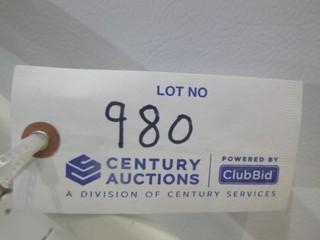 LOT NO
980
CENTURY AUCTIONS
POWERED BY
ClubBid
A DIVISION OF CENTURY SERVICES